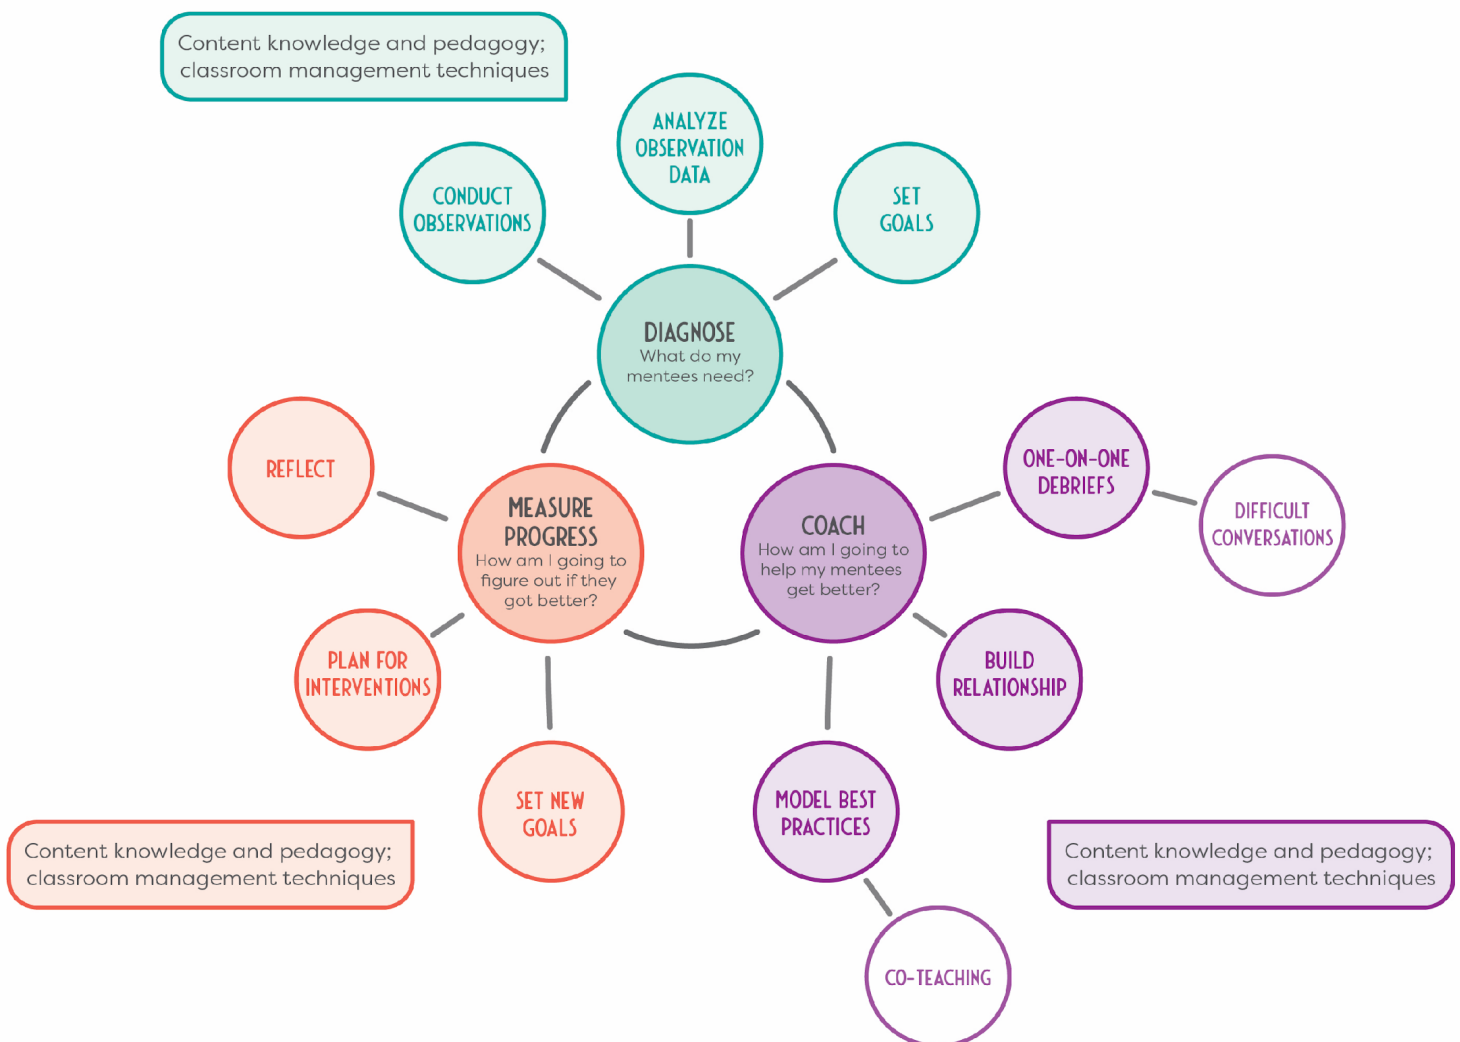 Content knowledge and pedagogy;
classroom management techniques
ANALYZE
OBSERVATION
DATA
CONDUCT
OBSERVATIONS
SET
GOALS
DIAGNOSE
What do my
mentees need?
REFLECT
MEASURE
PROGRESS
How am I going to
figure out if they
got better?
COACH
How am I going to
help my mentees
get better?
ONE-ON-ONE
DEBRIEFS
DIFFICULT
CONVERSATIONS
PLAN FOR
INTERVENTIONS
BUILD
RELATIONSHIP
SET NEW
GOALS
MODEL BEST
PRACTICES
Content knowledge and pedagogy;
classroom management techniques
Content knowledge and pedagogy;
classroom management techniques
CO-TEACHING